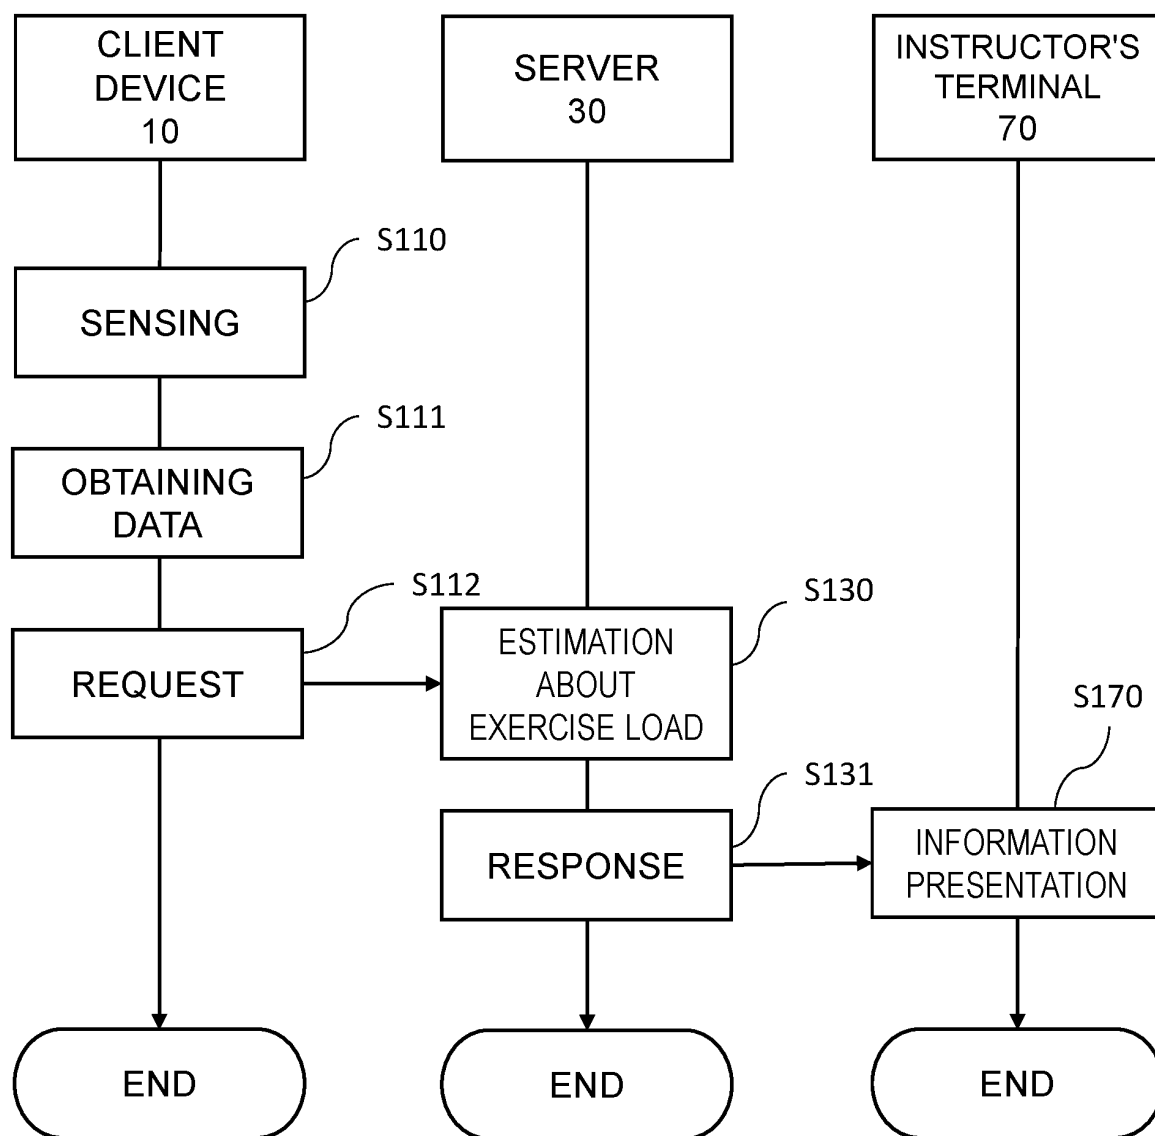 CLIENT
DEVICE
10
SERVER
30
INSTRUCTOR'S
TERMINAL
70
S110
SENSING
S111
OBTAINING
DATA
S112
REQUEST
S130
ESTIMATION
ABOUT
EXERCISE LOAD
S131
RESPONSE
S170
INFORMATION
PRESENTATION
END
END
END